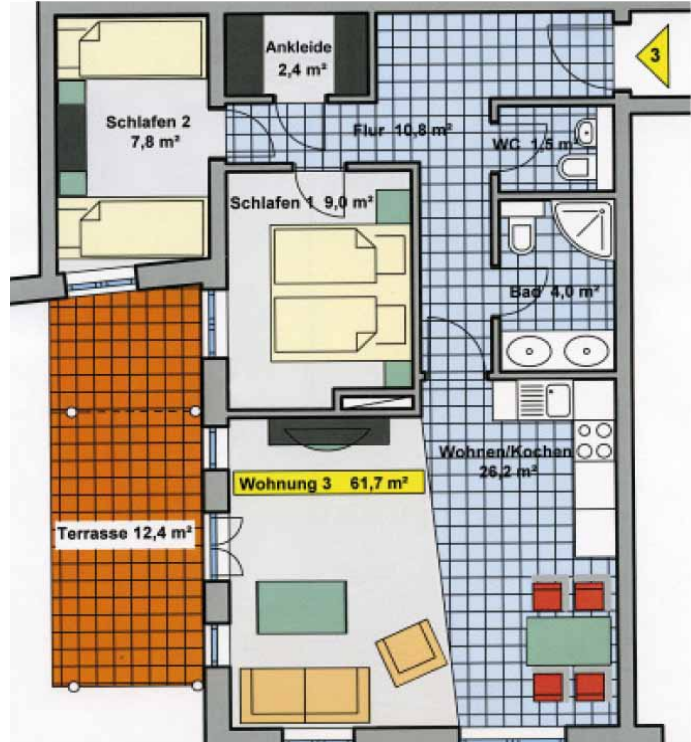 Ankleide
2,4 m²
3
Schlafen 2
7,8 m²
Flur 10,8 m²
WC 1,5 m²
Schlafen 1 9,0 m²
Bad 4,0 m²
Wohnen/Kochen
26,2 m²
Wohnung 3 61,7 m²
Terrasse 12,4 m²